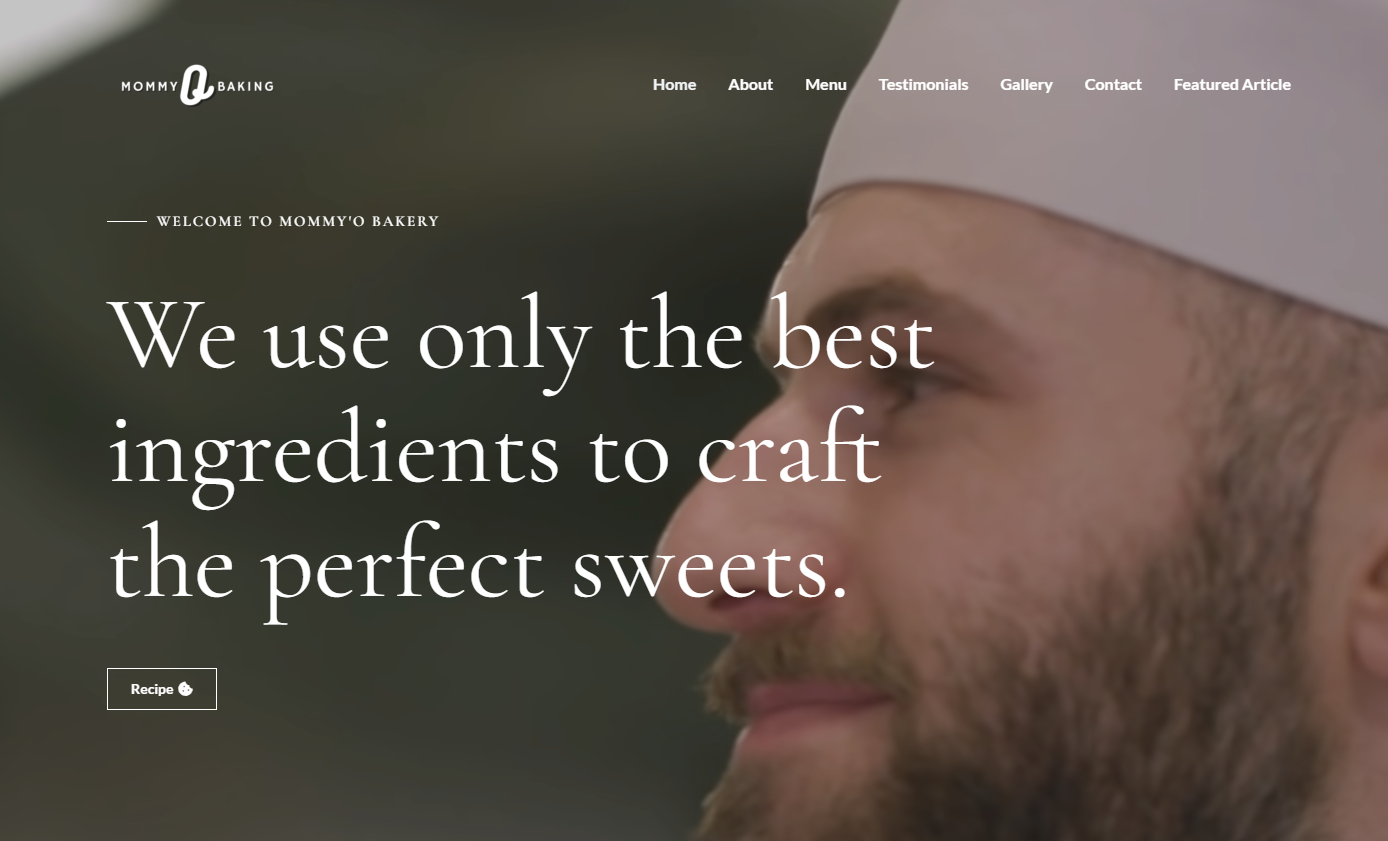 MOMMY O BAKING
Home About Menu Testimonials Gallery Contact Featured Article
WELCOME TO MOMMY'O BAKERY
We use only the best
ingredients to craft
the perfect sweets.
Recipe